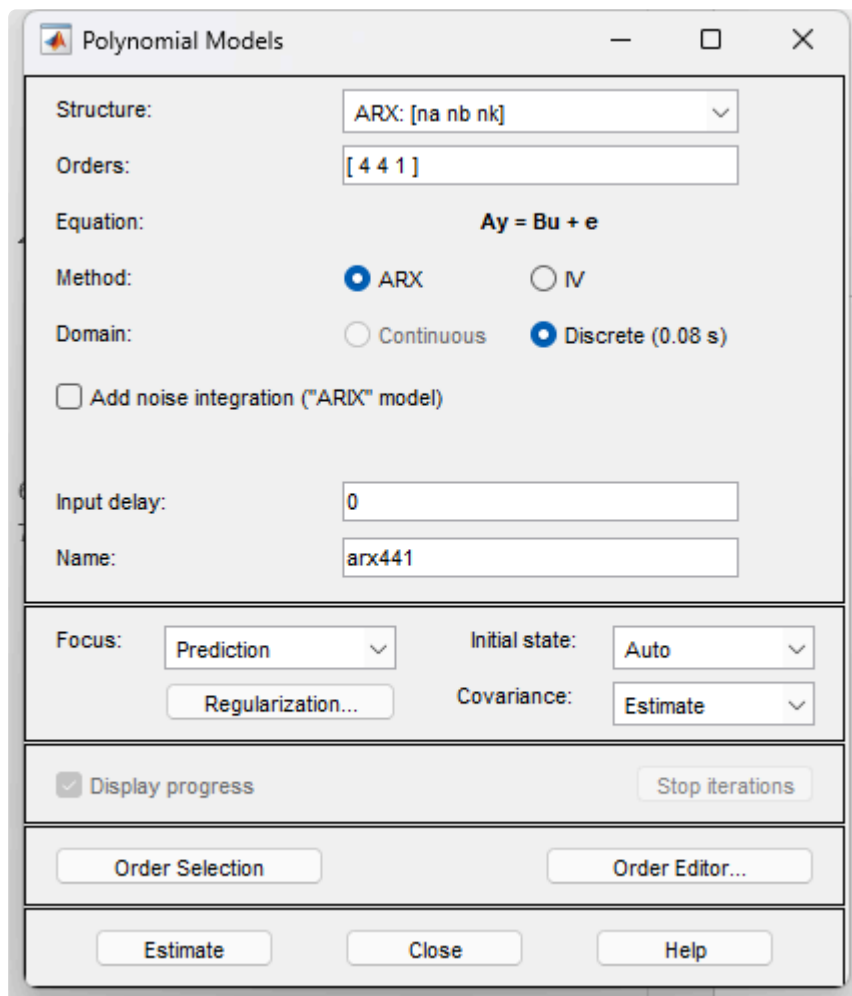 Polynomial Models
Structure: ARX: [na nb nk]
Orders: [ 4 4 1 ]
Equation: Ay = Bu + e
Method: ARX IV
Domain: Continuous Discrete (0.08 s)
Add noise integration ("ARIX" model)
Input delay: 0
Name: arx441
Focus: Prediction Initial state: Auto
Regularization... Covariance: Estimate
Display progress Stop iterations
Order Selection Order Editor...
Estimate Close Help